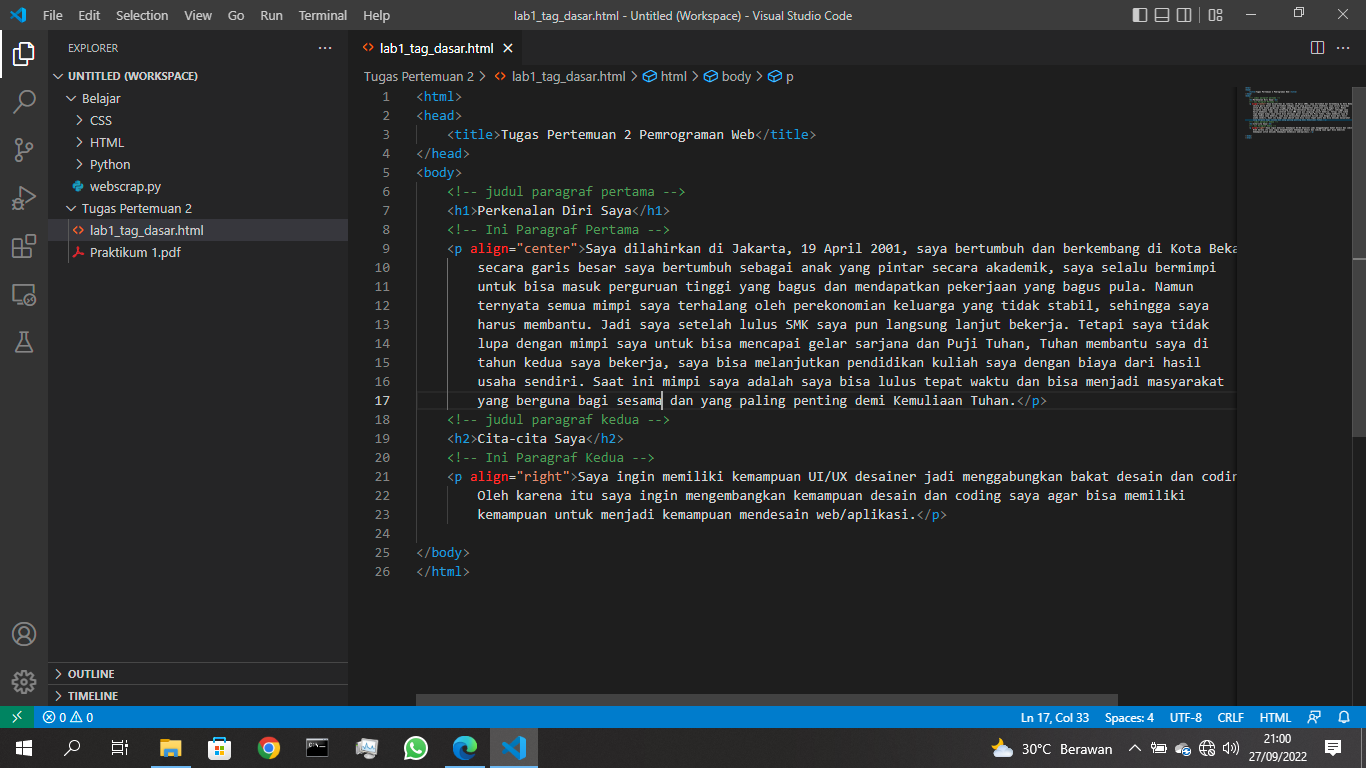 File Edit Selection View Go Run Terminal Help lab1_tag_dasar.html - Untitled (Workspace) - Visual Studio Code
EXPLORER
UNTITLED (WORKSPACE)
Belajar
CSS
HTML
Python
webscrap.py
Tugas Pertemuan 2
lab1_tag_dasar.html
Praktikum 1.pdf
OUTLINE
TIMELINE
lab1_tag_dasar.html
Tugas Pertemuan 2 > lab1_tag_dasar.html > html > body > p
1 <html>
2 <head>
3 <title>Tugas Pertemuan 2 Pemrograman Web</title>
4 </head>
5 <body>
6 <!-- judul paragraf pertama -->
7 <h1>Perkenalan Diri Saya</h1>
8 <!-- Ini Paragraf Pertama -->
9 <p align="center">Saya dilahirkan di Jakarta, 19 April 2001, saya bertumbuh dan berkembang di Kota Beka
10 secara garis besar saya bertumbuh sebagai anak yang pintar secara akademik, saya selalu bermimpi
11 untuk bisa masuk perguruan tinggi yang bagus dan mendapatkan pekerjaan yang bagus pula. Namun
12 ternyata semua mimpi saya terhalang oleh perekonomian keluarga yang tidak stabil, sehingga saya
13 harus membantu. Jadi saya setelah lulus SMK saya pun langsung lanjut bekerja. Tetapi saya tidak
14 lupa dengan mimpi saya untuk bisa mencapai gelar sarjana dan Puji Tuhan, Tuhan membantu saya di
15 tahun kedua saya bekerja, saya bisa melanjutkan pendidikan kuliah saya dengan biaya dari hasil
16 usaha sendiri. Saat ini mimpi saya adalah saya bisa lulus tepat waktu dan bisa menjadi masyarakat
17 yang berguna bagi sesama dan yang paling penting demi Kemuliaan Tuhan.</p>
18 <!-- judul paragraf kedua -->
19 <h2>Cita-cita Saya</h2>
20 <!-- Ini Paragraf Kedua -->
21 <p align="right">Saya ingin memiliki kemampuan UI/UX desainer jadi menggabungkan bakat desain dan codin
22 Oleh karena itu saya ingin mengembangkan kemampuan desain dan coding saya agar bisa memiliki
23 kemampuan untuk menjadi kemampuan mendesain web/aplikasi.</p>
24
25 </body>
26 </html>
0 0 Ln 17, Col 33 Spaces: 4 UTF-8 CRLF HTML
30°C Berawan 21:00
27/09/2022